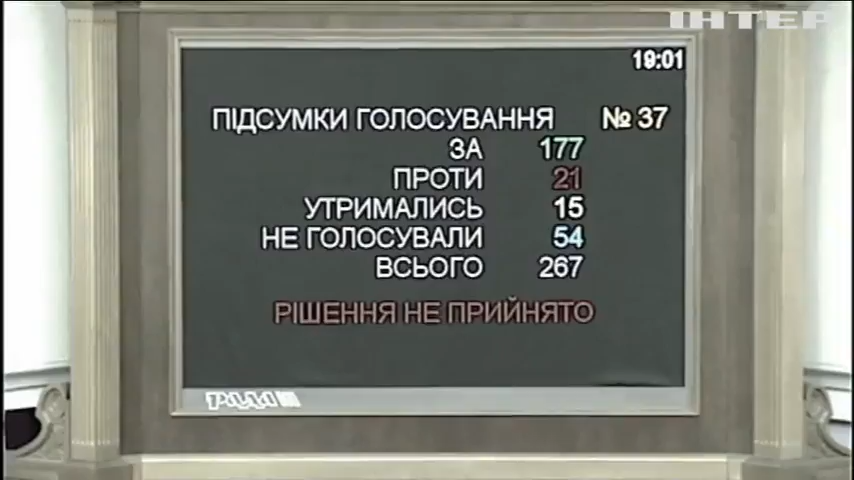 ІНТЕР
19:01
ПІДСУМКИ ГОЛОСУВАННЯ № 37
ЗА 177
ПРОТИ 21
УТРИМАЛИСЬ 15
НЕ ГОЛОСУВАЛИ 54
ВСЬОГО 267
РІШЕННЯ НЕ ПРИЙНЯТО
РАДА